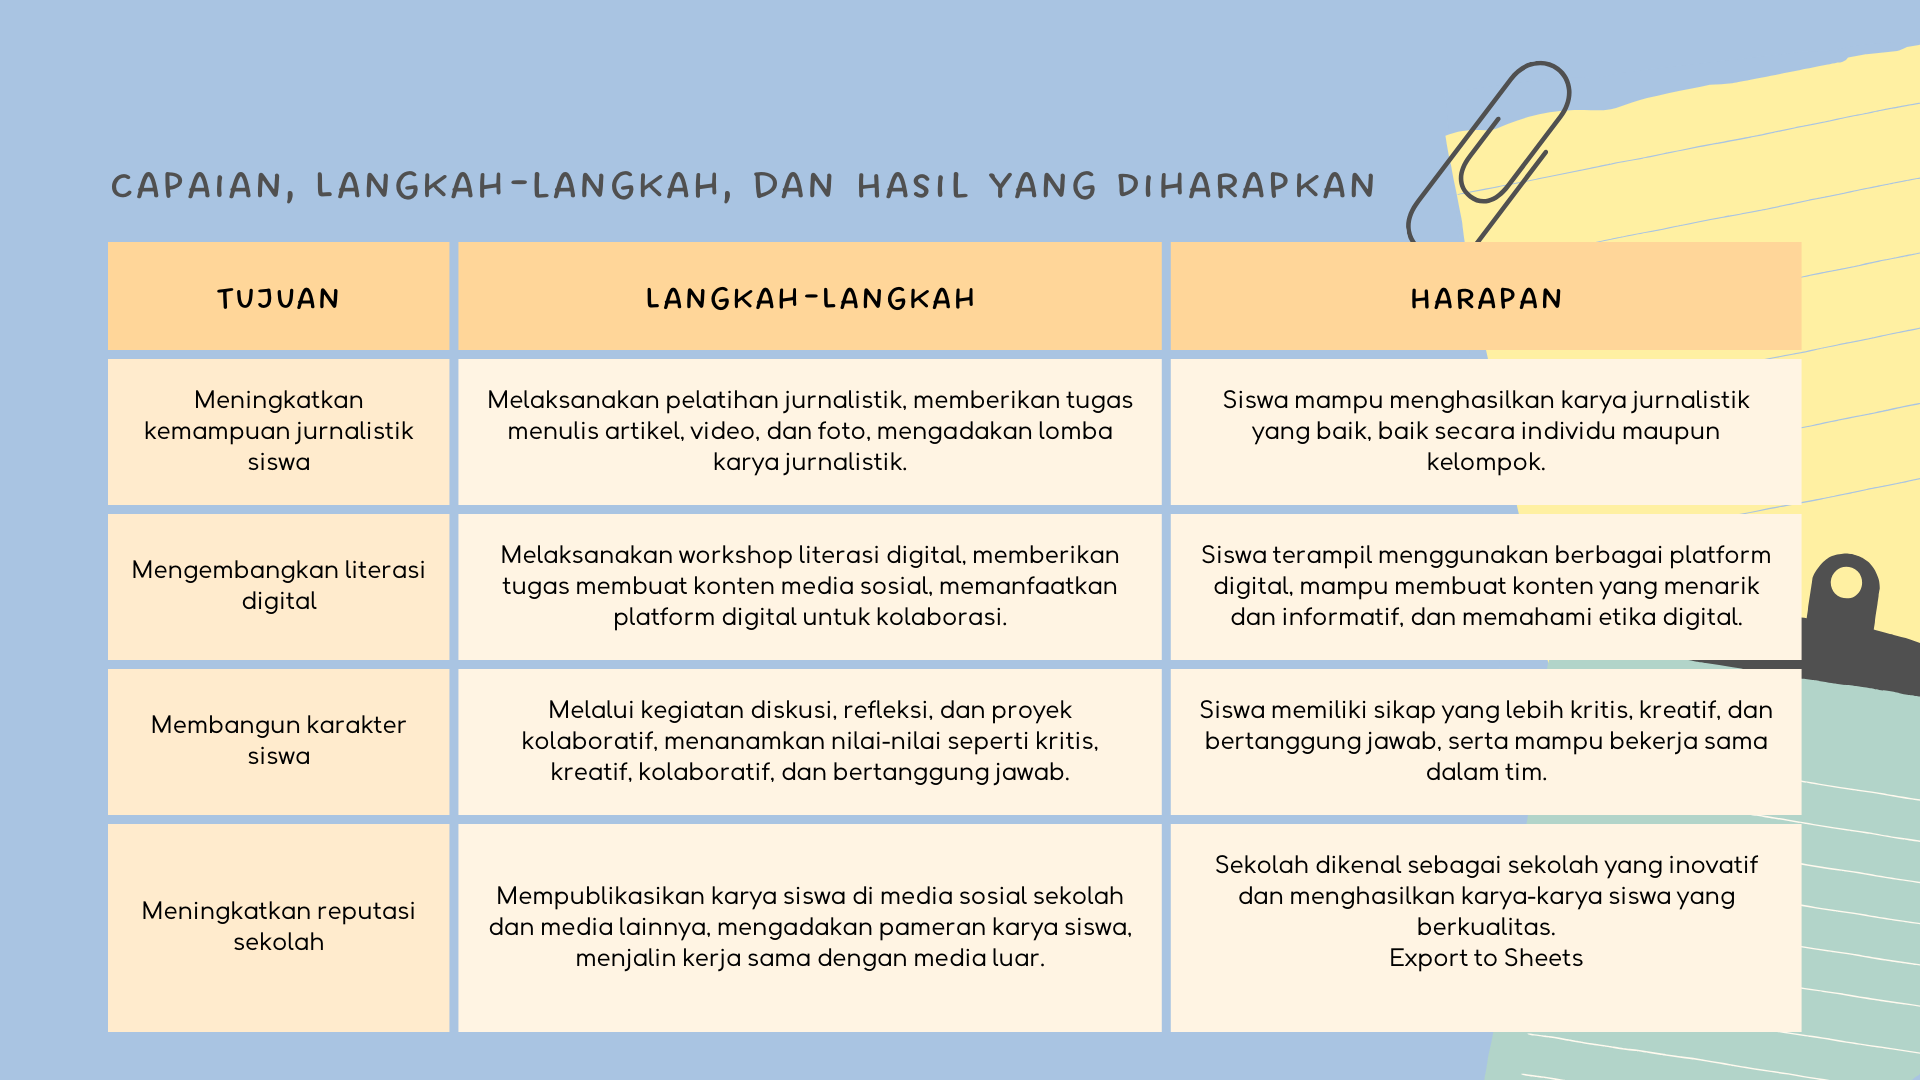 CAPAIAN, LANGKAH-LANGKAH, DAN HASIL YANG DIHARAPKAN
TUJUAN
LANGKAH-LANGKAH
HARAPAN
Meningkatkan
kemampuan jurnalistik
siswa
Melaksanakan pelatihan jurnalistik, memberikan tugas
menulis artikel, video, dan foto, mengadakan lomba
karya jurnalistik.
Siswa mampu menghasilkan karya jurnalistik
yang baik, baik secara individu maupun
kelompok.
Mengembangkan literasi
digital
Melaksanakan workshop literasi digital, memberikan
tugas membuat konten media sosial, memanfaatkan
platform digital untuk kolaborasi.
Siswa terampil menggunakan berbagai platform
digital, mampu membuat konten yang menarik
dan informatif, dan memahami etika digital.
Membangun karakter
siswa
Melalui kegiatan diskusi, refleksi, dan proyek
kolaboratif, menanamkan nilai-nilai seperti kritis,
kreatif, kolaboratif, dan bertanggung jawab.
Siswa memiliki sikap yang lebih kritis, kreatif, dan
bertanggung jawab, serta mampu bekerja sama
dalam tim.
Meningkatkan reputasi
sekolah
Mempublikasikan karya siswa di media sosial sekolah
dan media lainnya, mengadakan pameran karya siswa,
menjalin kerja sama dengan media luar.
Sekolah dikenal sebagai sekolah yang inovatif
dan menghasilkan karya-karya siswa yang
berkualitas.
Export to Sheets